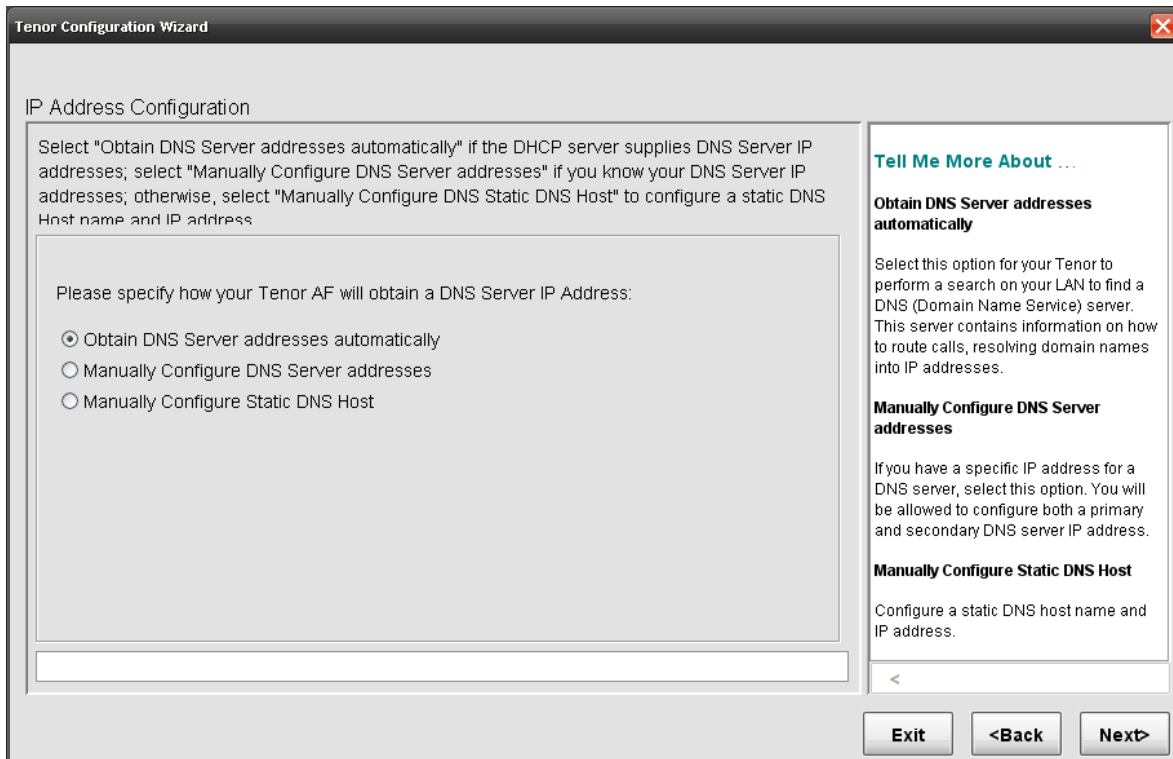 Tenor Configuration Wizard
IP Address Configuration
Select "Obtain DNS Server addresses automatically" if the DHCP server supplies DNS Server IP
addresses; select "Manually Configure DNS Server addresses" if you know your DNS Server IP
addresses; otherwise, select "Manually Configure DNS Static DNS Host" to configure a static DNS
Host name and IP address
Please specify how your Tenor AF will obtain a DNS Server IP Address:
Obtain DNS Server addresses automatically
Manually Configure DNS Server addresses
Manually Configure Static DNS Host
Tell Me More About ...
Obtain DNS Server addresses
automatically
Select this option for your Tenor to
perform a search on your LAN to find a
DNS (Domain Name Service) server.
This server contains information on how
to route calls, resolving domain names
into IP addresses.
Manually Configure DNS Server
addresses
If you have a specific IP address for a
DNS server, select this option. You will
be allowed to configure both a primary
and secondary DNS server IP address.
Manually Configure Static DNS Host
Configure a static DNS host name and
IP address.
<
Exit
<Back
Next>